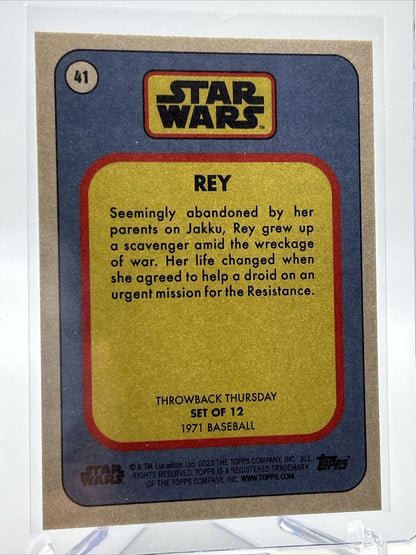 41
STAR
WARS™
REY
Seemingly abandoned by her
parents on Jakku, Rey grew up
a scavenger amid the wreckage
of war. Her life changed when
she agreed to help a droid on an
urgent mission for the Resistance.
THROWBACK THURSDAY
SET OF 12
1971 BASEBALL
STAR
WARS
© & TM Lucasfilm Ltd. 2023 THE TOPPS COMPANY, INC. ALL
RIGHTS RESERVED. TOPPS IS A REGISTERED TRADEMARK
OF THE TOPPS COMPANY, INC. WWW.TOPPS.COM.
Topps